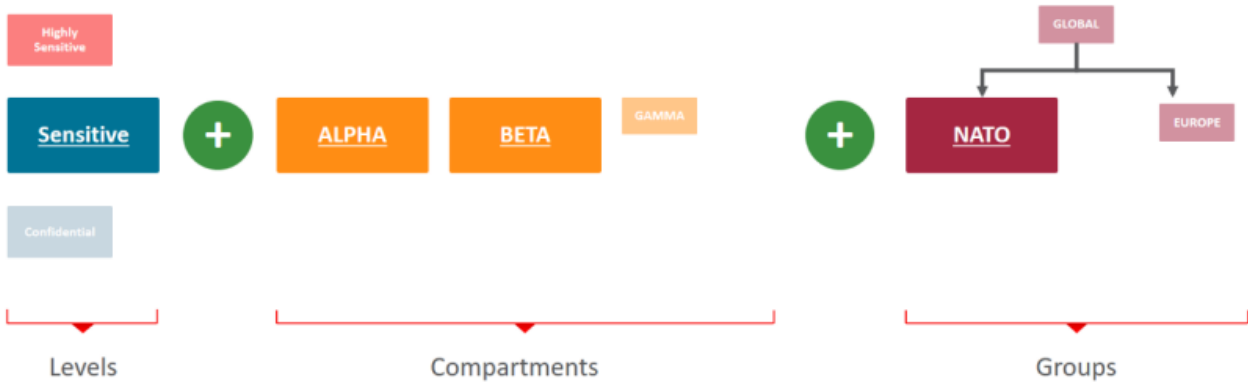 Highly
Sensitive
Sensitive
Confidential
+
ALPHA
BETA
GAMMA
+
GLOBAL
NATO
EUROPE
Levels
Compartments
Groups